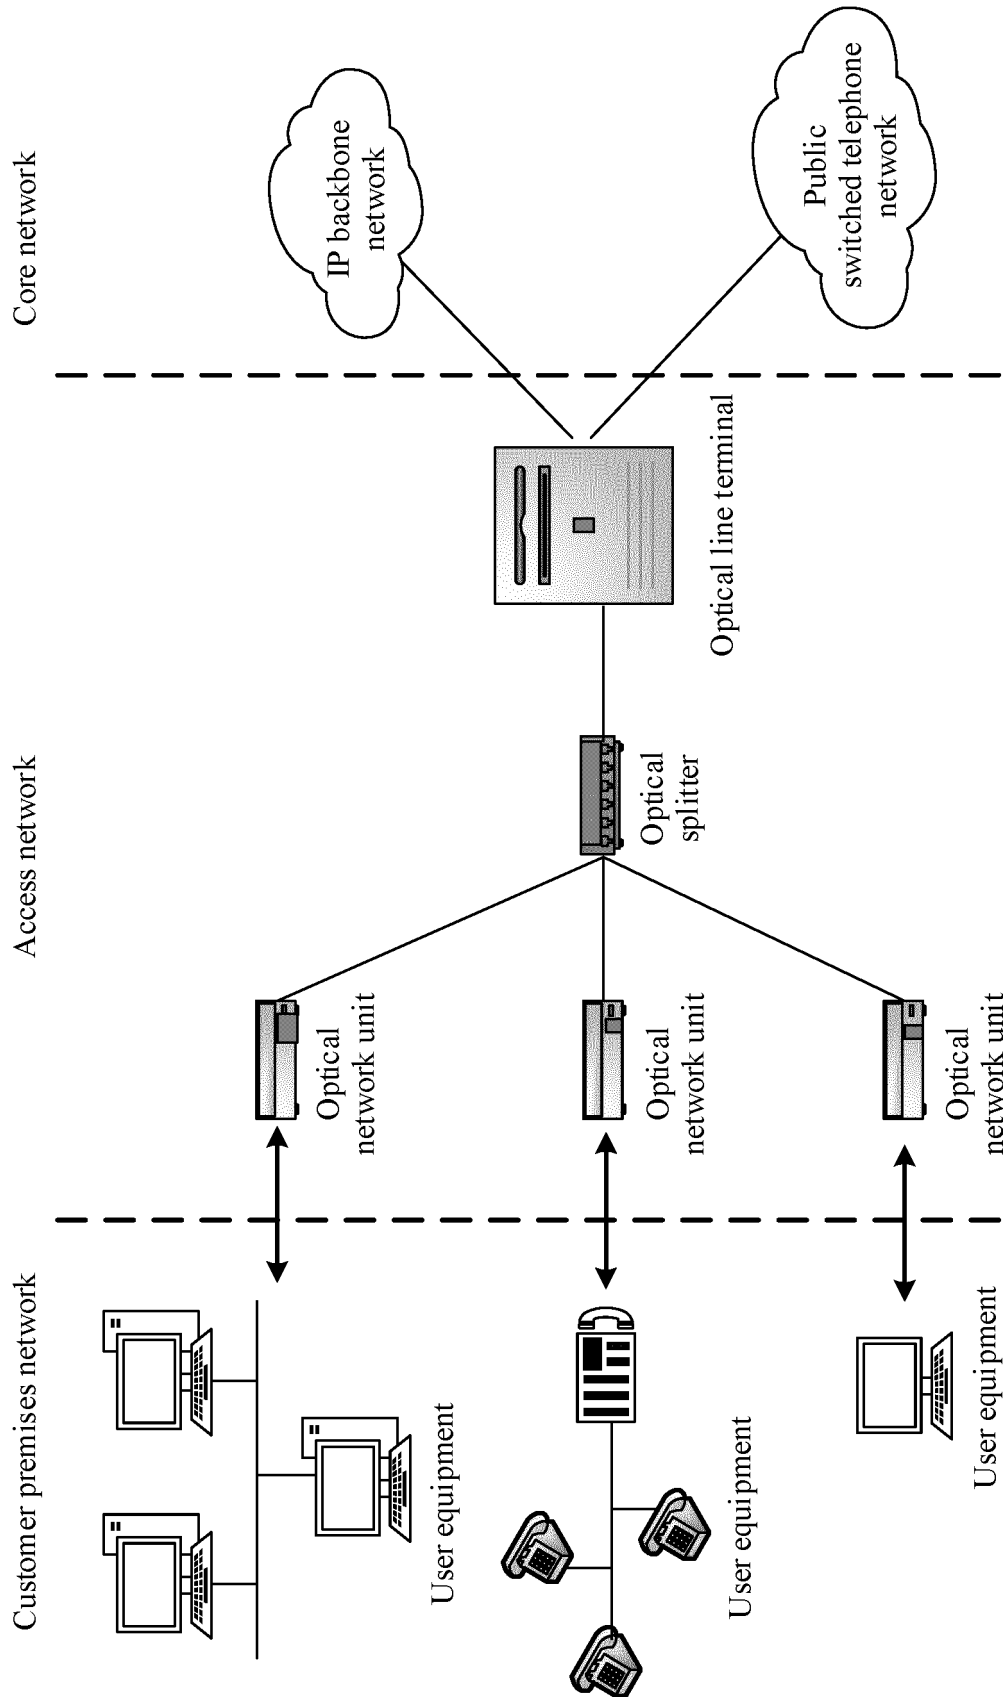 Customer premises network
Access network
Core network
User equipment
User equipment
User equipment
Optical
network unit
Optical
network unit
Optical
network unit
Optical
splitter
Optical line terminal
IP backbone
network
Public
switched telephone
network